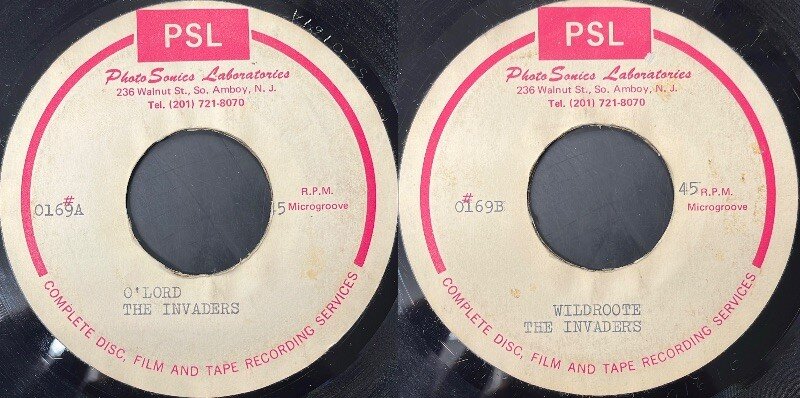 PSL
PhotoSonics Laboratories
236 Walnut St., So. Amboy, N. J.
Tel. (201) 721-8070
#
0169A
5
R.P.M.
Microgroove
O'LORD
THE INVADERS
COMPLETE DISC, FILM AND TAPE RECORDING SERVICES
PSL
PhotoSonics Laboratories
236 Walnut St., So. Amboy, N. J.
Tel. (201) 721-8070
#
0169B
45 R.P.M.
Microgroove
WILDROOTE
THE INVADERS
COMPLETE DISC, FILM AND TAPE RECORDING SERVICES